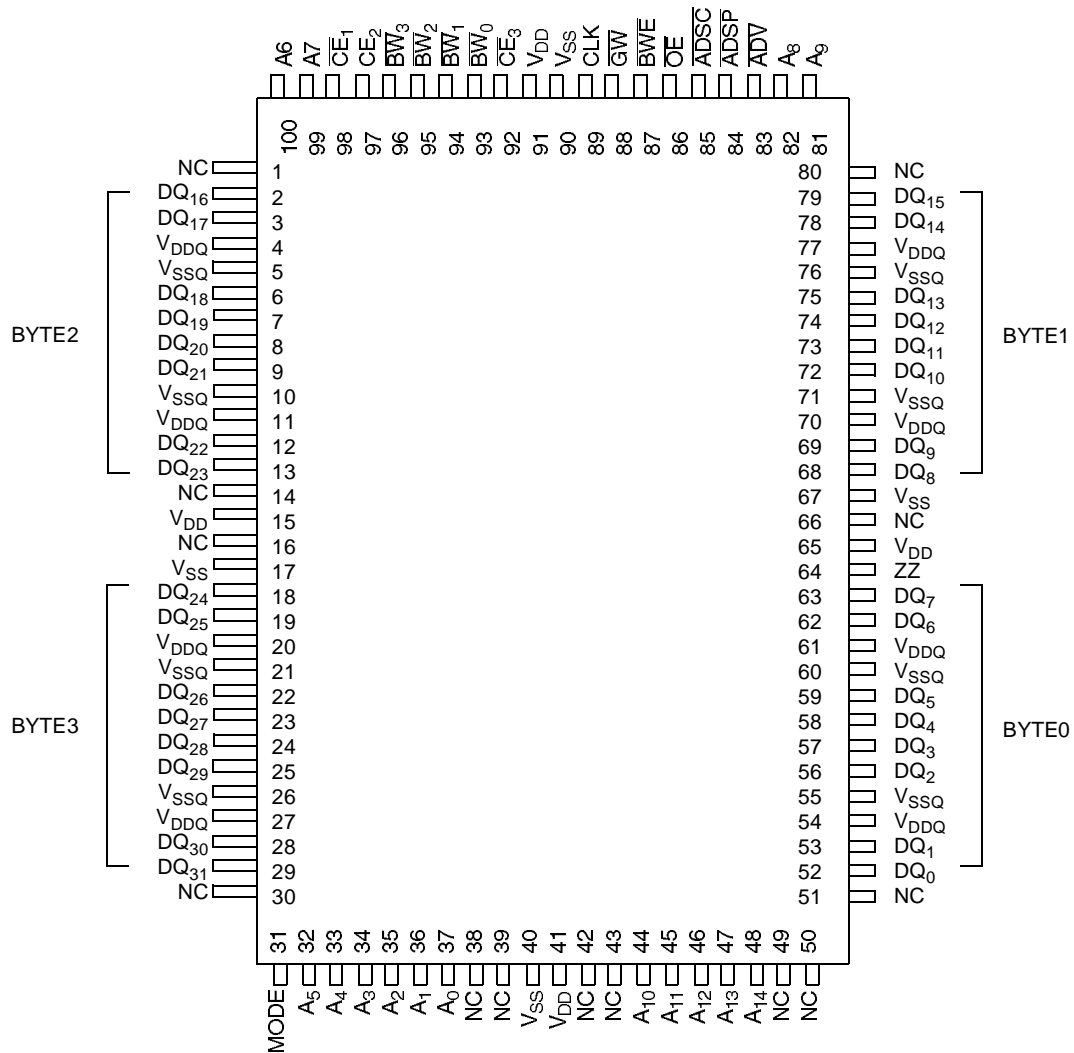 A6 A7 CE1 CE2 BW3 BW2 BW1 BW0 CE3 VDD VSS CLK GW BWE OE ADSC ADSP ADV A8 A9
100 99 98 97 96 95 94 93 92 91 90 89 88 87 86 85 84 83 82 81
NC 1 80 NC
DQ16 2 79 DQ15
DQ17 3 78 DQ14
VDDQ 4 77 VDDQ
VSSQ 5 76 VSSQ
DQ18 6 75 DQ13
DQ19 7 74 DQ12
BYTE2 BYTE1
DQ20 8 73 DQ11
DQ21 9 72 DQ10
VSSQ 10 71 VSSQ
VDDQ 11 70 VDDQ
DQ22 12 69 DQ9
DQ23 13 68 DQ8
NC 14 67 VSS
VDD 15 66 NC
NC 16 65 VDD
VSS 17 64 ZZ
DQ24 18 63 DQ7
DQ25 19 62 DQ6
VDDQ 20 61 VDDQ
VSSQ 21 60 VSSQ
DQ26 22 59 DQ5
DQ27 23 58 DQ4
BYTE3 BYTE0
DQ28 24 57 DQ3
DQ29 25 56 DQ2
VSSQ 26 55 VSSQ
VDDQ 27 54 VDDQ
DQ30 28 53 DQ1
DQ31 29 52 DQ0
NC 30 51 NC
31 32 33 34 35 36 37 38 39 40 41 42 43 44 45 46 47 48 49 50
MODE A5 A4 A3 A2 A1 A0 NC NC VSS VDD NC NC A10 A11 A12 A13 A14 NC NC